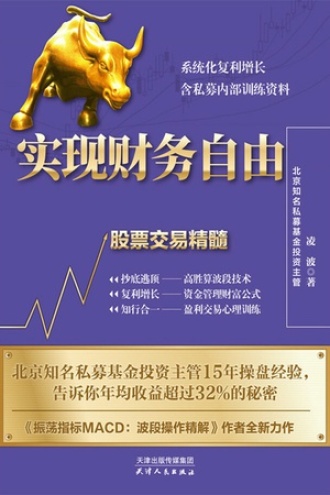 系统化复利增长
含私募内部训练资料
实现财务自由
北京知名私募基金投资主管
凌波◎著
股票交易精髓
抄底逃顶——高胜算波段技术
复利增长——资金管理财富公式
知行合一——盈利交易心理训练
北京知名私募基金投资主管15年操盘经验，
告诉你年均收益超过32%的秘密
《振荡指标MACD：波段操作精解》作者全新力作
天津出版传媒集团
天津人民出版社